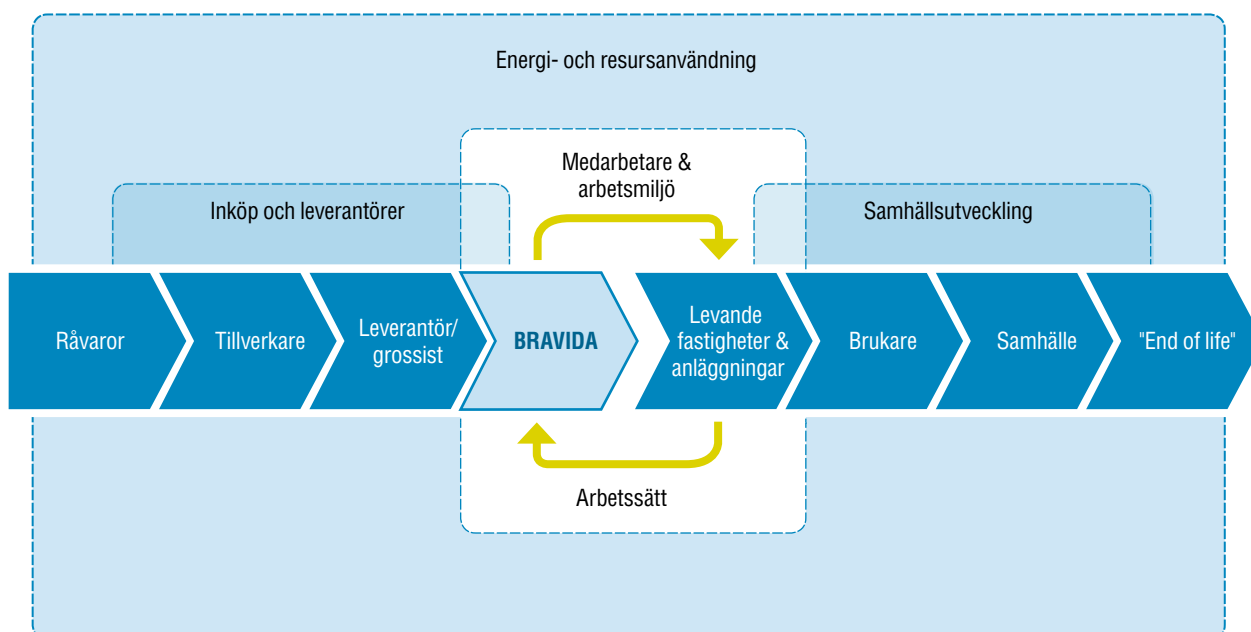 Energi- och resursanvändning
Medarbetare &
arbetsmiljö
Inköp och leverantörer
Samhällsutveckling
Råvaror
Tillverkare
Leverantör/
grossist
BRAVIDA
Levande
fastigheter &
anläggningar
Brukare
Samhälle
"End of life"
Arbetssätt